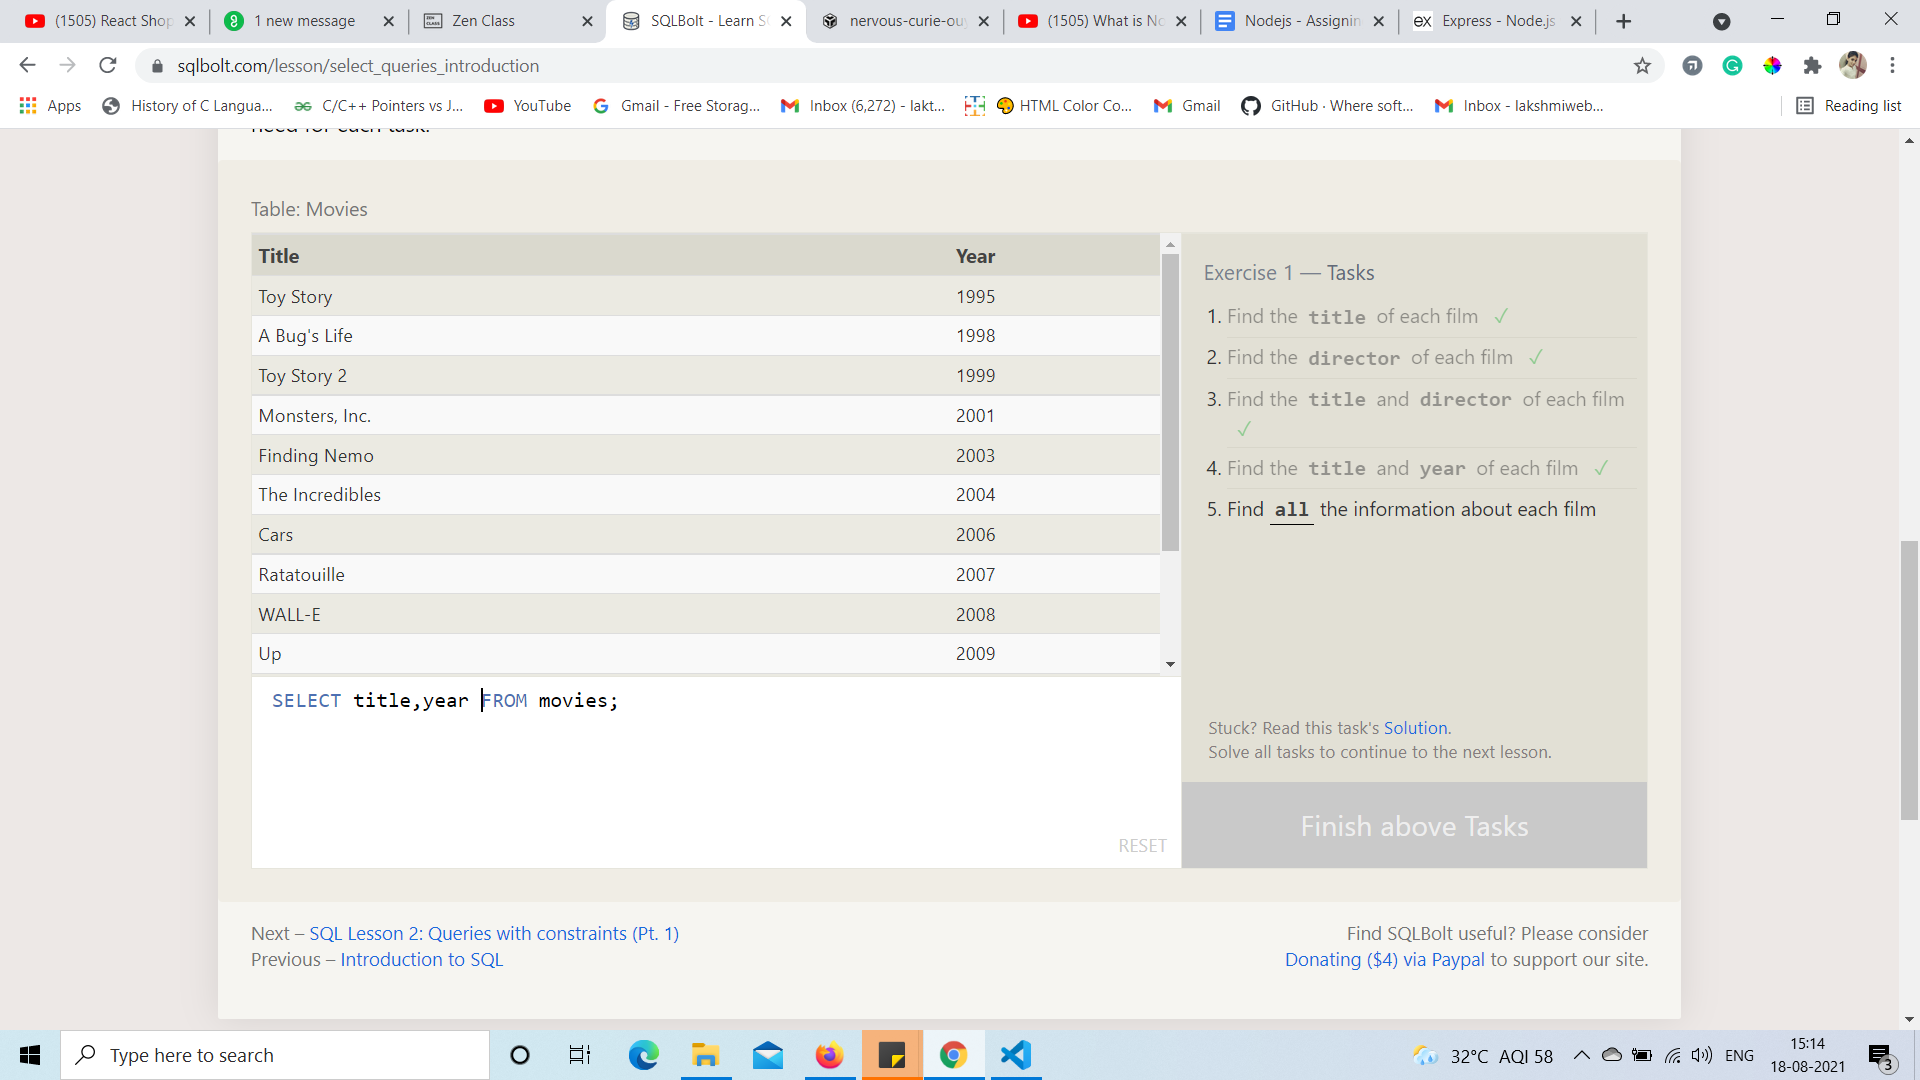 (1505) React Shop
1 new message
Zen Class
SQLBolt - Learn S
nervous-curie-ou
(1505) What is No
Nodejs - Assignin
Express - Node.js
sqlbolt.com/lesson/select_queries_introduction
Apps
History of C Langua...
C/C++ Pointers vs J...
YouTube
Gmail - Free Storag...
Inbox (6,272) - lakt...
HTML Color Co...
Gmail
GitHub · Where soft...
Inbox - lakshmiweb...
Reading list
need for each task.
Table: Movies
Title Year
Toy Story 1995
A Bug's Life 1998
Toy Story 2 1999
Monsters, Inc. 2001
Finding Nemo 2003
The Incredibles 2004
Cars 2006
Ratatouille 2007
WALL-E 2008
Up 2009
SELECT title,year FROM movies;
RESET
Exercise 1 — Tasks
1. Find the title of each film ✓
2. Find the director of each film ✓
3. Find the title and director of each film
✓
4. Find the title and year of each film ✓
5. Find all the information about each film
Stuck? Read this task's Solution.
Solve all tasks to continue to the next lesson.
Finish above Tasks
Next – SQL Lesson 2: Queries with constraints (Pt. 1)
Previous – Introduction to SQL
Find SQLBolt useful? Please consider
Donating ($4) via Paypal to support our site.
Type here to search
32°C AQI 58
ENG
15:14
18-08-2021
3